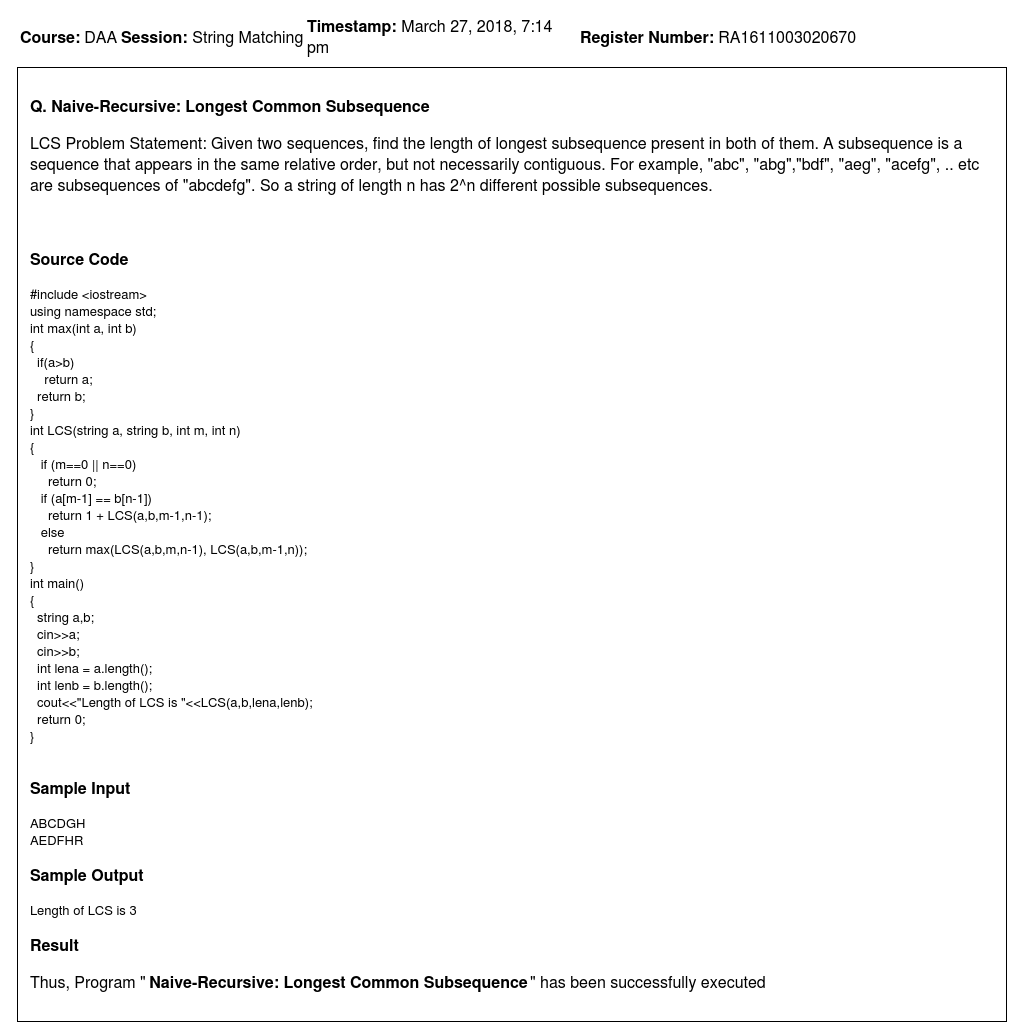 Course: DAA Session: String Matching Timestamp: March 27, 2018, 7:14 pm Register Number: RA1611003020670
Q. Naive-Recursive: Longest Common Subsequence
LCS Problem Statement: Given two sequences, find the length of longest subsequence present in both of them. A subsequence is a
sequence that appears in the same relative order, but not necessarily contiguous. For example, "abc", "abg","bdf", "aeg", "acefg", .. etc
are subsequences of "abcdefg". So a string of length n has 2^n different possible subsequences.
Source Code
#include <iostream>
using namespace std;
int max(int a, int b)
{
  if(a>b)
    return a;
  return b;
}
int LCS(string a, string b, int m, int n)
{
   if (m==0 || n==0)
     return 0;
   if (a[m-1] == b[n-1])
     return 1 + LCS(a,b,m-1,n-1);
   else
     return max(LCS(a,b,m,n-1), LCS(a,b,m-1,n));
}
int main()
{
  string a,b;
  cin>>a;
  cin>>b;
  int lena = a.length();
  int lenb = b.length();
  cout<<"Length of LCS is "<<LCS(a,b,lena,lenb);
  return 0;
}
Sample Input
ABCDGH
AEDFHR
Sample Output
Length of LCS is 3
Result
Thus, Program " Naive-Recursive: Longest Common Subsequence " has been successfully executed